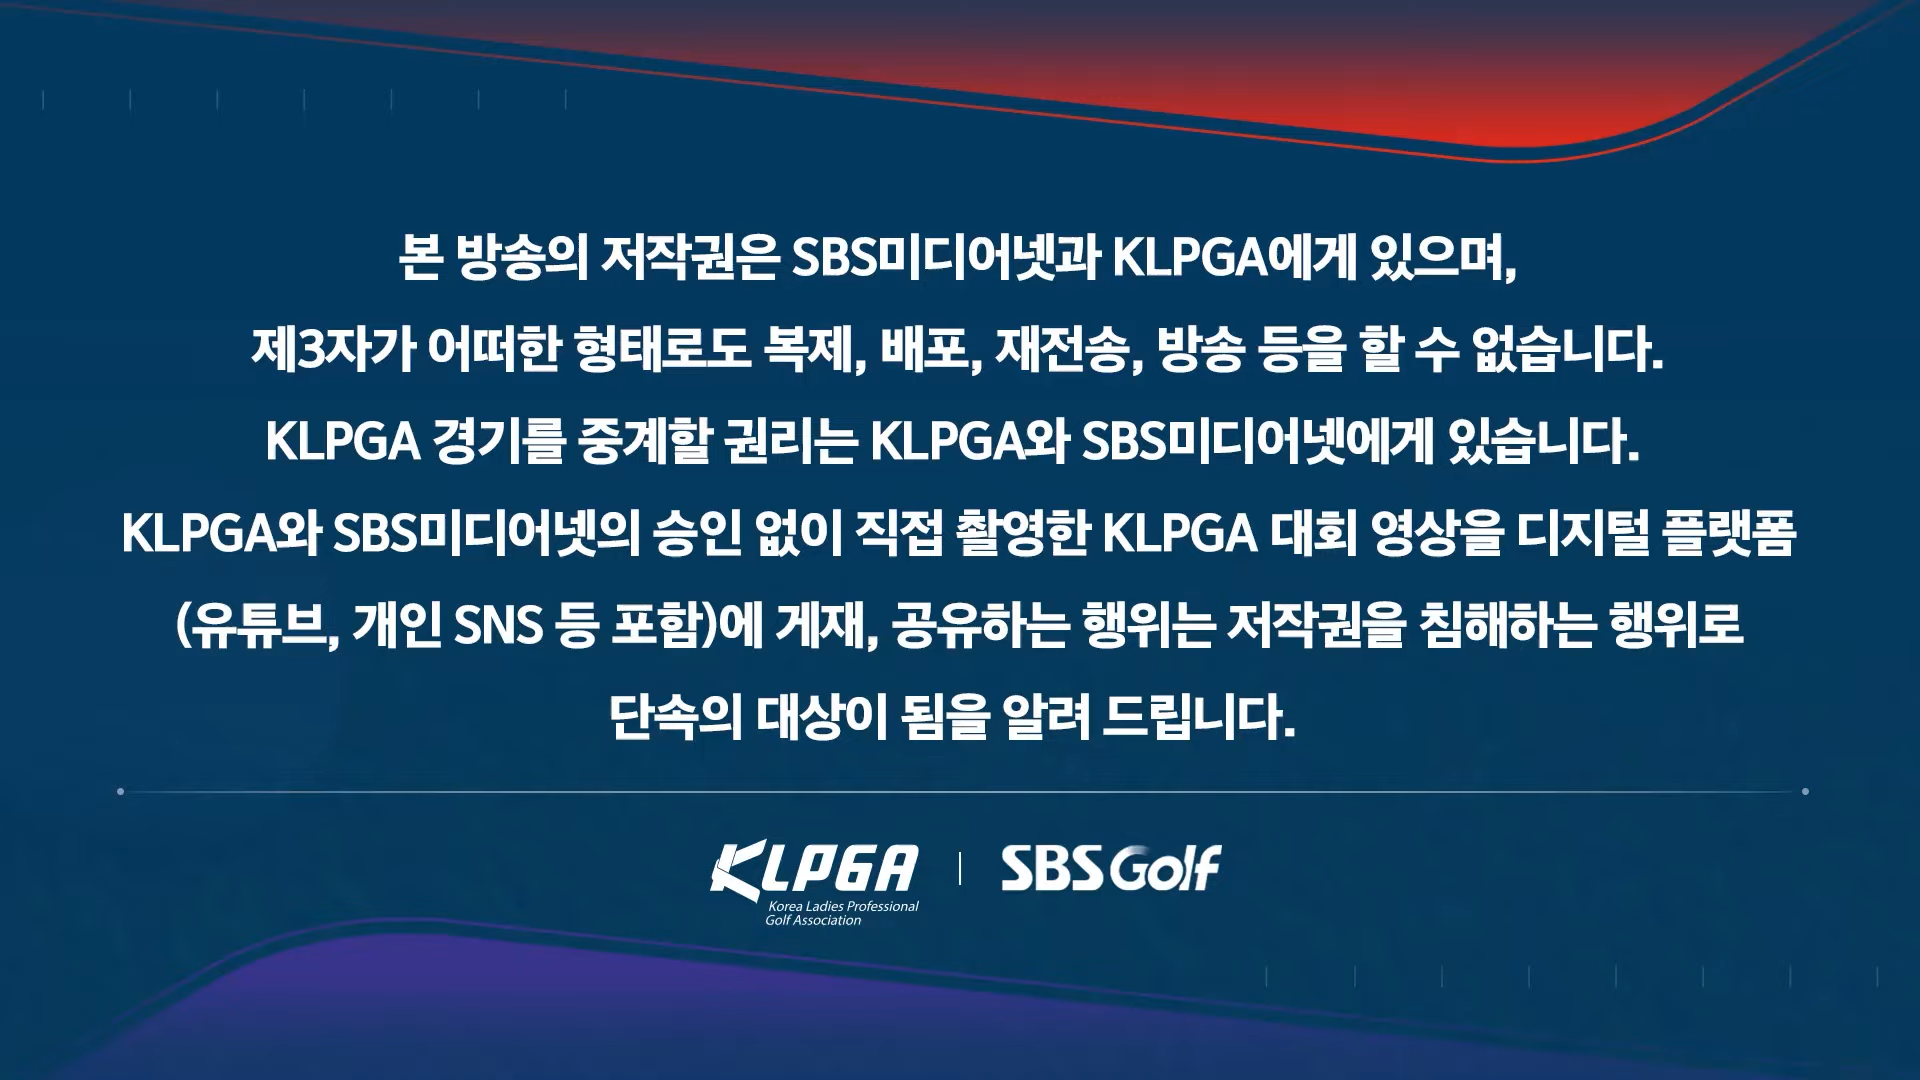 본 방송의 저작권은 SBS미디어넷과 KLPGA에게 있으며,
제3자가 어떠한 형태로도 복제, 배포, 재전송, 방송 등을 할 수 없습니다.
KLPGA 경기를 중계할 권리는 KLPGA와 SBS미디어넷에게 있습니다.
KLPGA와 SBS미디어넷의 승인 없이 직접 촬영한 KLPGA 대회 영상을 디지털 플랫폼
(유튜브, 개인 SNS 등 포함)에 게재, 공유하는 행위는 저작권을 침해하는 행위로
단속의 대상이 됨을 알려 드립니다.
KLPGA
Korea Ladies Professional
Golf Association
SBS Golf